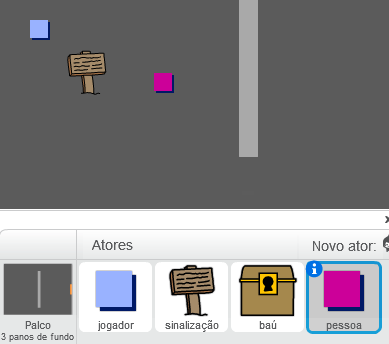 Atores
Novo ator:
Palco
3 panos de fundo
jogador
sinalização
baú
pessoa